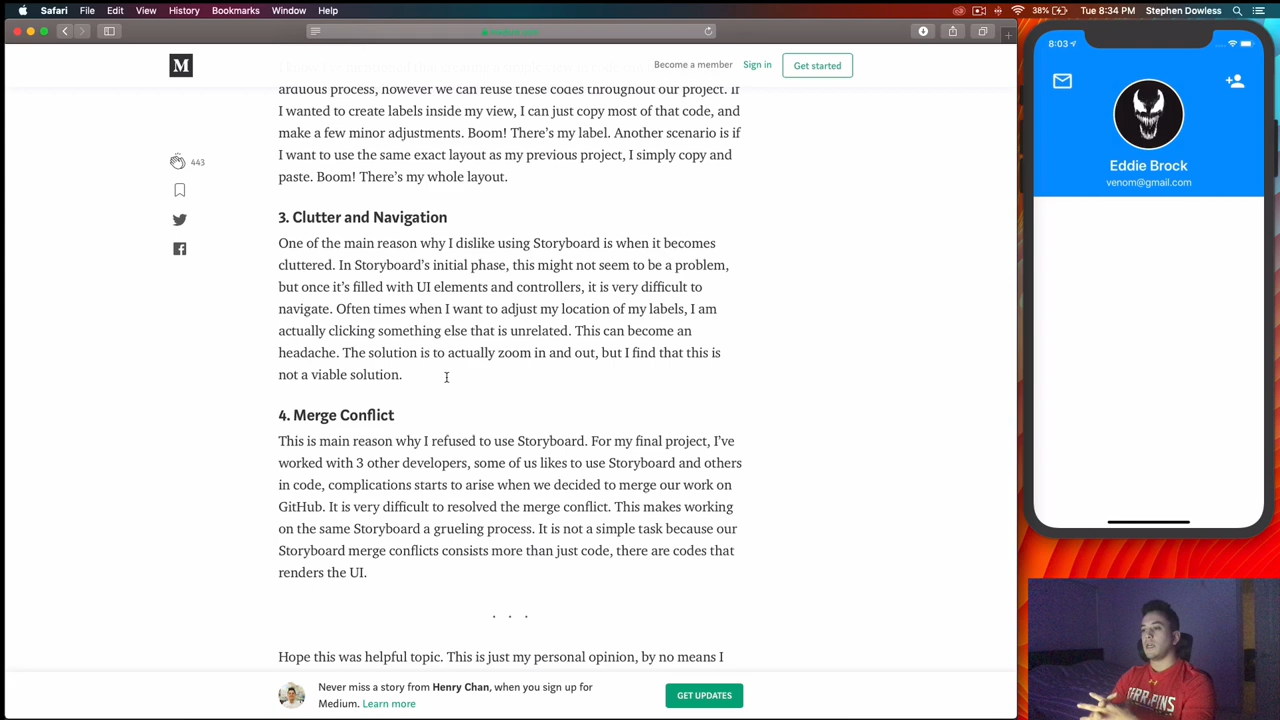 Safari File Edit View History Bookmarks Window Help
38% Tue 8:34 PM Stephen Dowless
M
Become a member Sign in Get started
arduous process, however we can reuse these codes throughout our project. If
I wanted to create labels inside my view, I can just copy most of that code, and
make a few minor adjustments. Boom! There's my label. Another scenario is if
I want to use the same exact layout as my previous project, I simply copy and
paste. Boom! There's my whole layout.
443
3. Clutter and Navigation
One of the main reason why I dislike using Storyboard is when it becomes
cluttered. In Storyboard's initial phase, this might not seem to be a problem,
but once it's filled with UI elements and controllers, it is very difficult to
navigate. Often times when I want to adjust my location of my labels, I am
actually clicking something else that is unrelated. This can become an
headache. The solution is to actually zoom in and out, but I find that this is
not a viable solution.
4. Merge Conflict
This is main reason why I refused to use Storyboard. For my final project, I've
worked with 3 other developers, some of us likes to use Storyboard and others
in code, complications starts to arise when we decided to merge our work on
GitHub. It is very difficult to resolved the merge conflict. This makes working
on the same Storyboard a grueling process. It is not a simple task because our
Storyboard merge conflicts consists more than just code, there are codes that
renders the UI.
. . .
Hope this was helpful topic. This is just my personal opinion, by no means I
Never miss a story from Henry Chan, when you sign up for
Medium. Learn more
GET UPDATES
8:03
Eddie Brock
venom@gmail.com